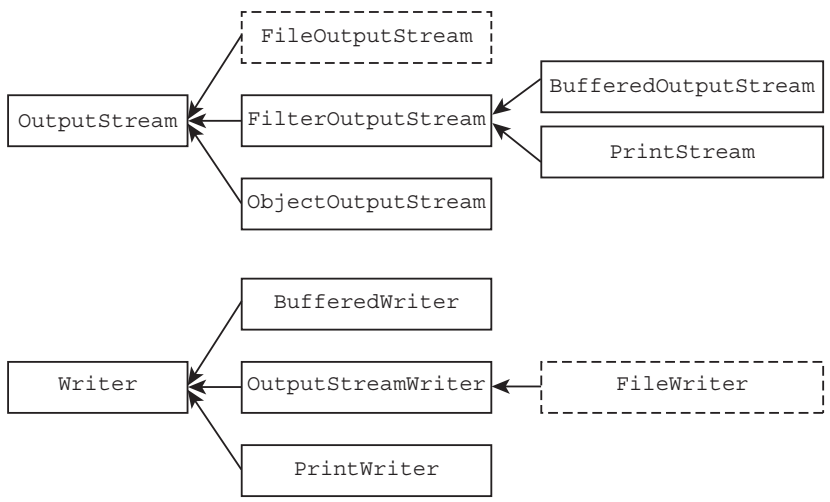 FileOutputStream
BufferedOutputStream
OutputStream
FilterOutputStream
PrintStream
ObjectOutputStream
BufferedWriter
Writer
OutputStreamWriter
FileWriter
PrintWriter